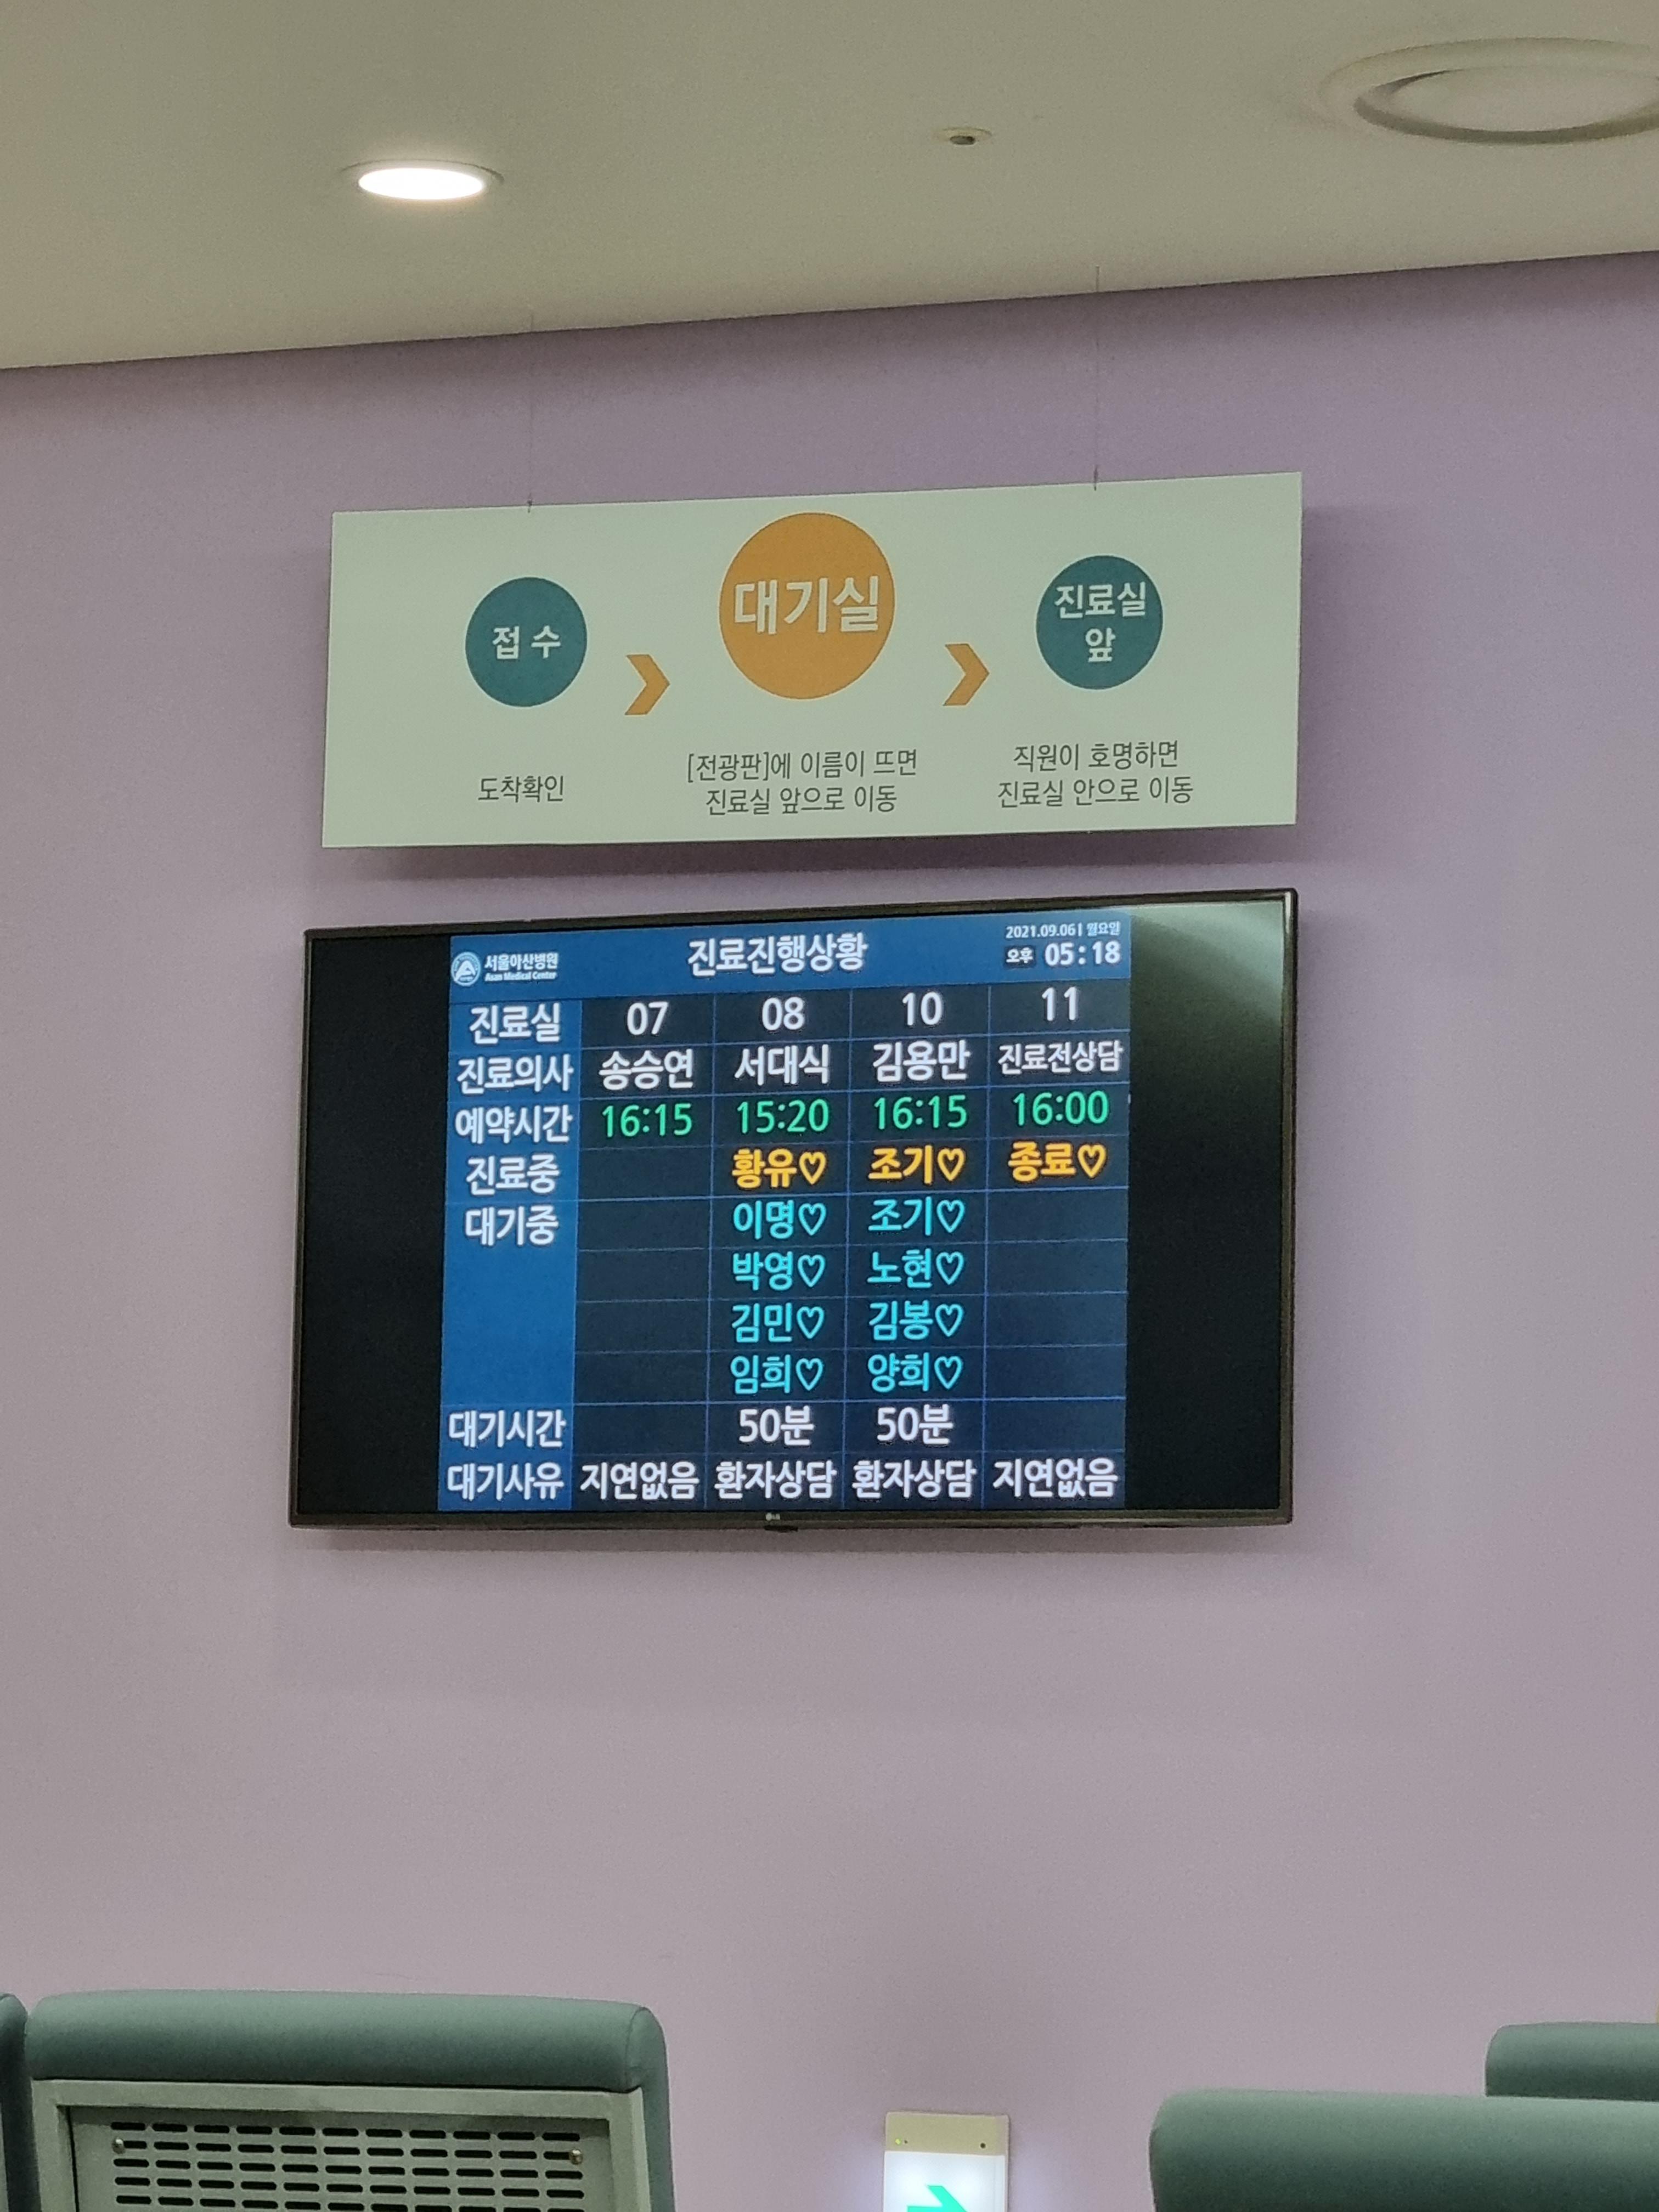 접 수
대기실
진료실
앞
도착확인
[전광판]에 이름이 뜨면
진료실 앞으로 이동
직원이 호명하면
진료실 안으로 이동
서울아산병원
Asan Medical Center
진료진행상황
2021.09.06 | 월요일
오후 05:18
진료실 07 08 10 11
진료의사 송승연 서대식 김용만 진료전상담
예약시간 16:15 15:20 16:15 16:00
진료중 황유♡ 조기♡ 종료♡
대기중 이명♡ 조기♡
박영♡ 노현♡
김민♡ 김봉♡
임희♡ 양희♡
대기시간 50분 50분
대기사유 지연없음 환자상담 환자상담 지연없음
LG